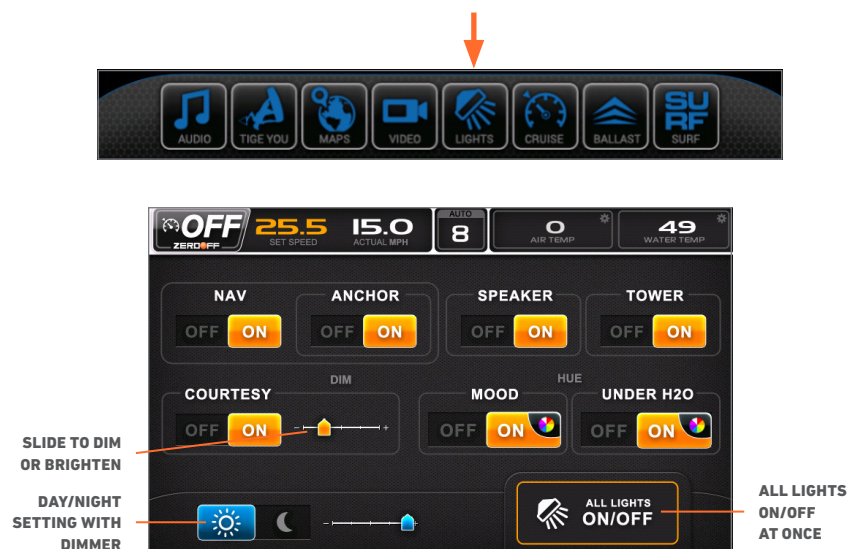 AUDIO
TIGE YOU
MAPS
VIDEO
LIGHTS
CRUISE
BALLAST
SU
RF
SURF
OFF
ZEROOFF
25.5
SET SPEED
15.0
ACTUAL MPH
AUTO
8
0
AIR TEMP
49
WATER TEMP
NAV
OFF ON
ANCHOR
OFF ON
SPEAKER
OFF ON
TOWER
OFF ON
COURTESY
OFF ON
DIM
- +
HUE
MOOD
OFF ON
UNDER H2O
OFF ON
SLIDE TO DIM
OR BRIGHTEN
DAY/NIGHT
SETTING WITH
DIMMER
- +
ALL LIGHTS
ON/OFF
ALL LIGHTS
ON/OFF
AT ONCE